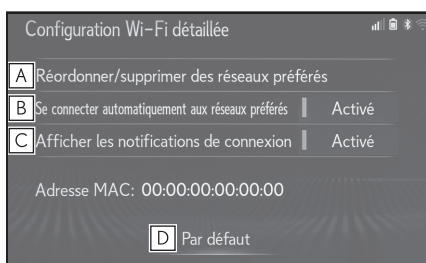 Configuration Wi-Fi détaillée
A Réordonner/supprimer des réseaux préférés
B Se connecter automatiquement aux réseaux préférés Activé
C Afficher les notifications de connexion Activé
Adresse MAC: 00:00:00:00:00:00
D Par défaut